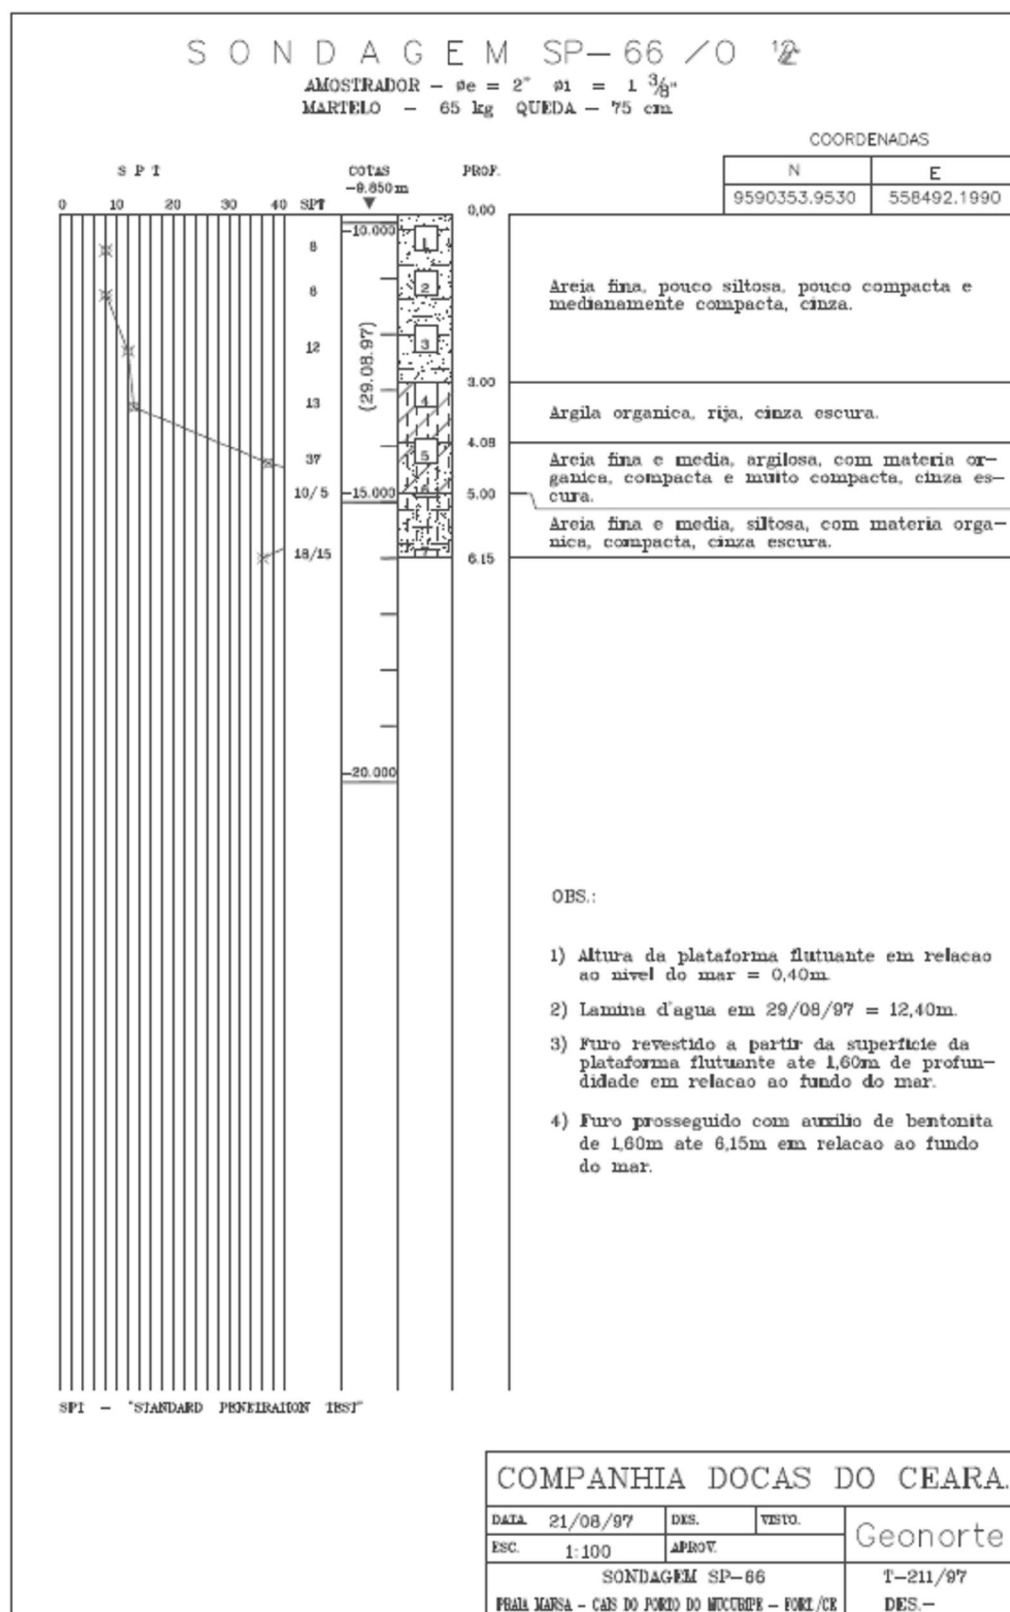 SONDAGEM SP-66 /0
AMOSTRADOR - øe = 2" øi = 1 3/8"
MARTELO - 65 kg QUEDA - 75 cm
COORDENADAS
N E
9590353.9530 558492.1990
SPT COTAS PROF.
-9.850m
0 10 20 30 40 SPT 0,00
-10.000
8 1
Areia fina, pouco siltosa, pouco compacta e
medianamente compacta, cinza.
8 2
12 3
(29.08.97)
3.00
13 4
Argila organica, rija, cinza escura.
4.08
37 5
Areia fina e media, argilosa, com materia or-
ganica, compacta e muito compacta, cinza es-
cura.
10/5 -15.000 6 5.00
Areia fina e media, siltosa, com materia orga-
nica, compacta, cinza escura.
18/15 7 6.15
-20.000
OBS.:
1) Altura da plataforma flutuante em relacao
ao nivel do mar = 0,40m.
2) Lamina d'agua em 29/08/97 = 12,40m.
3) Furo revestido a partir da superficie da
plataforma flutuante ate 1,60m de profun-
didade em relacao ao fundo do mar.
4) Furo prosseguido com auxilio de bentonita
de 1,60m ate 6,15m em relacao ao fundo
do mar.
SPT - "STANDARD PENETRATION TEST"
COMPANHIA DOCAS DO CEARA.
DATA 21/08/97 DES. VISTO.
Geonorte
ESC. 1:100 APROV.
SONDAGEM SP-66 T-211/97
PRAIA MANSA - CAIS DO PORTO DO MUCURIPE - FORT./CE DES.-